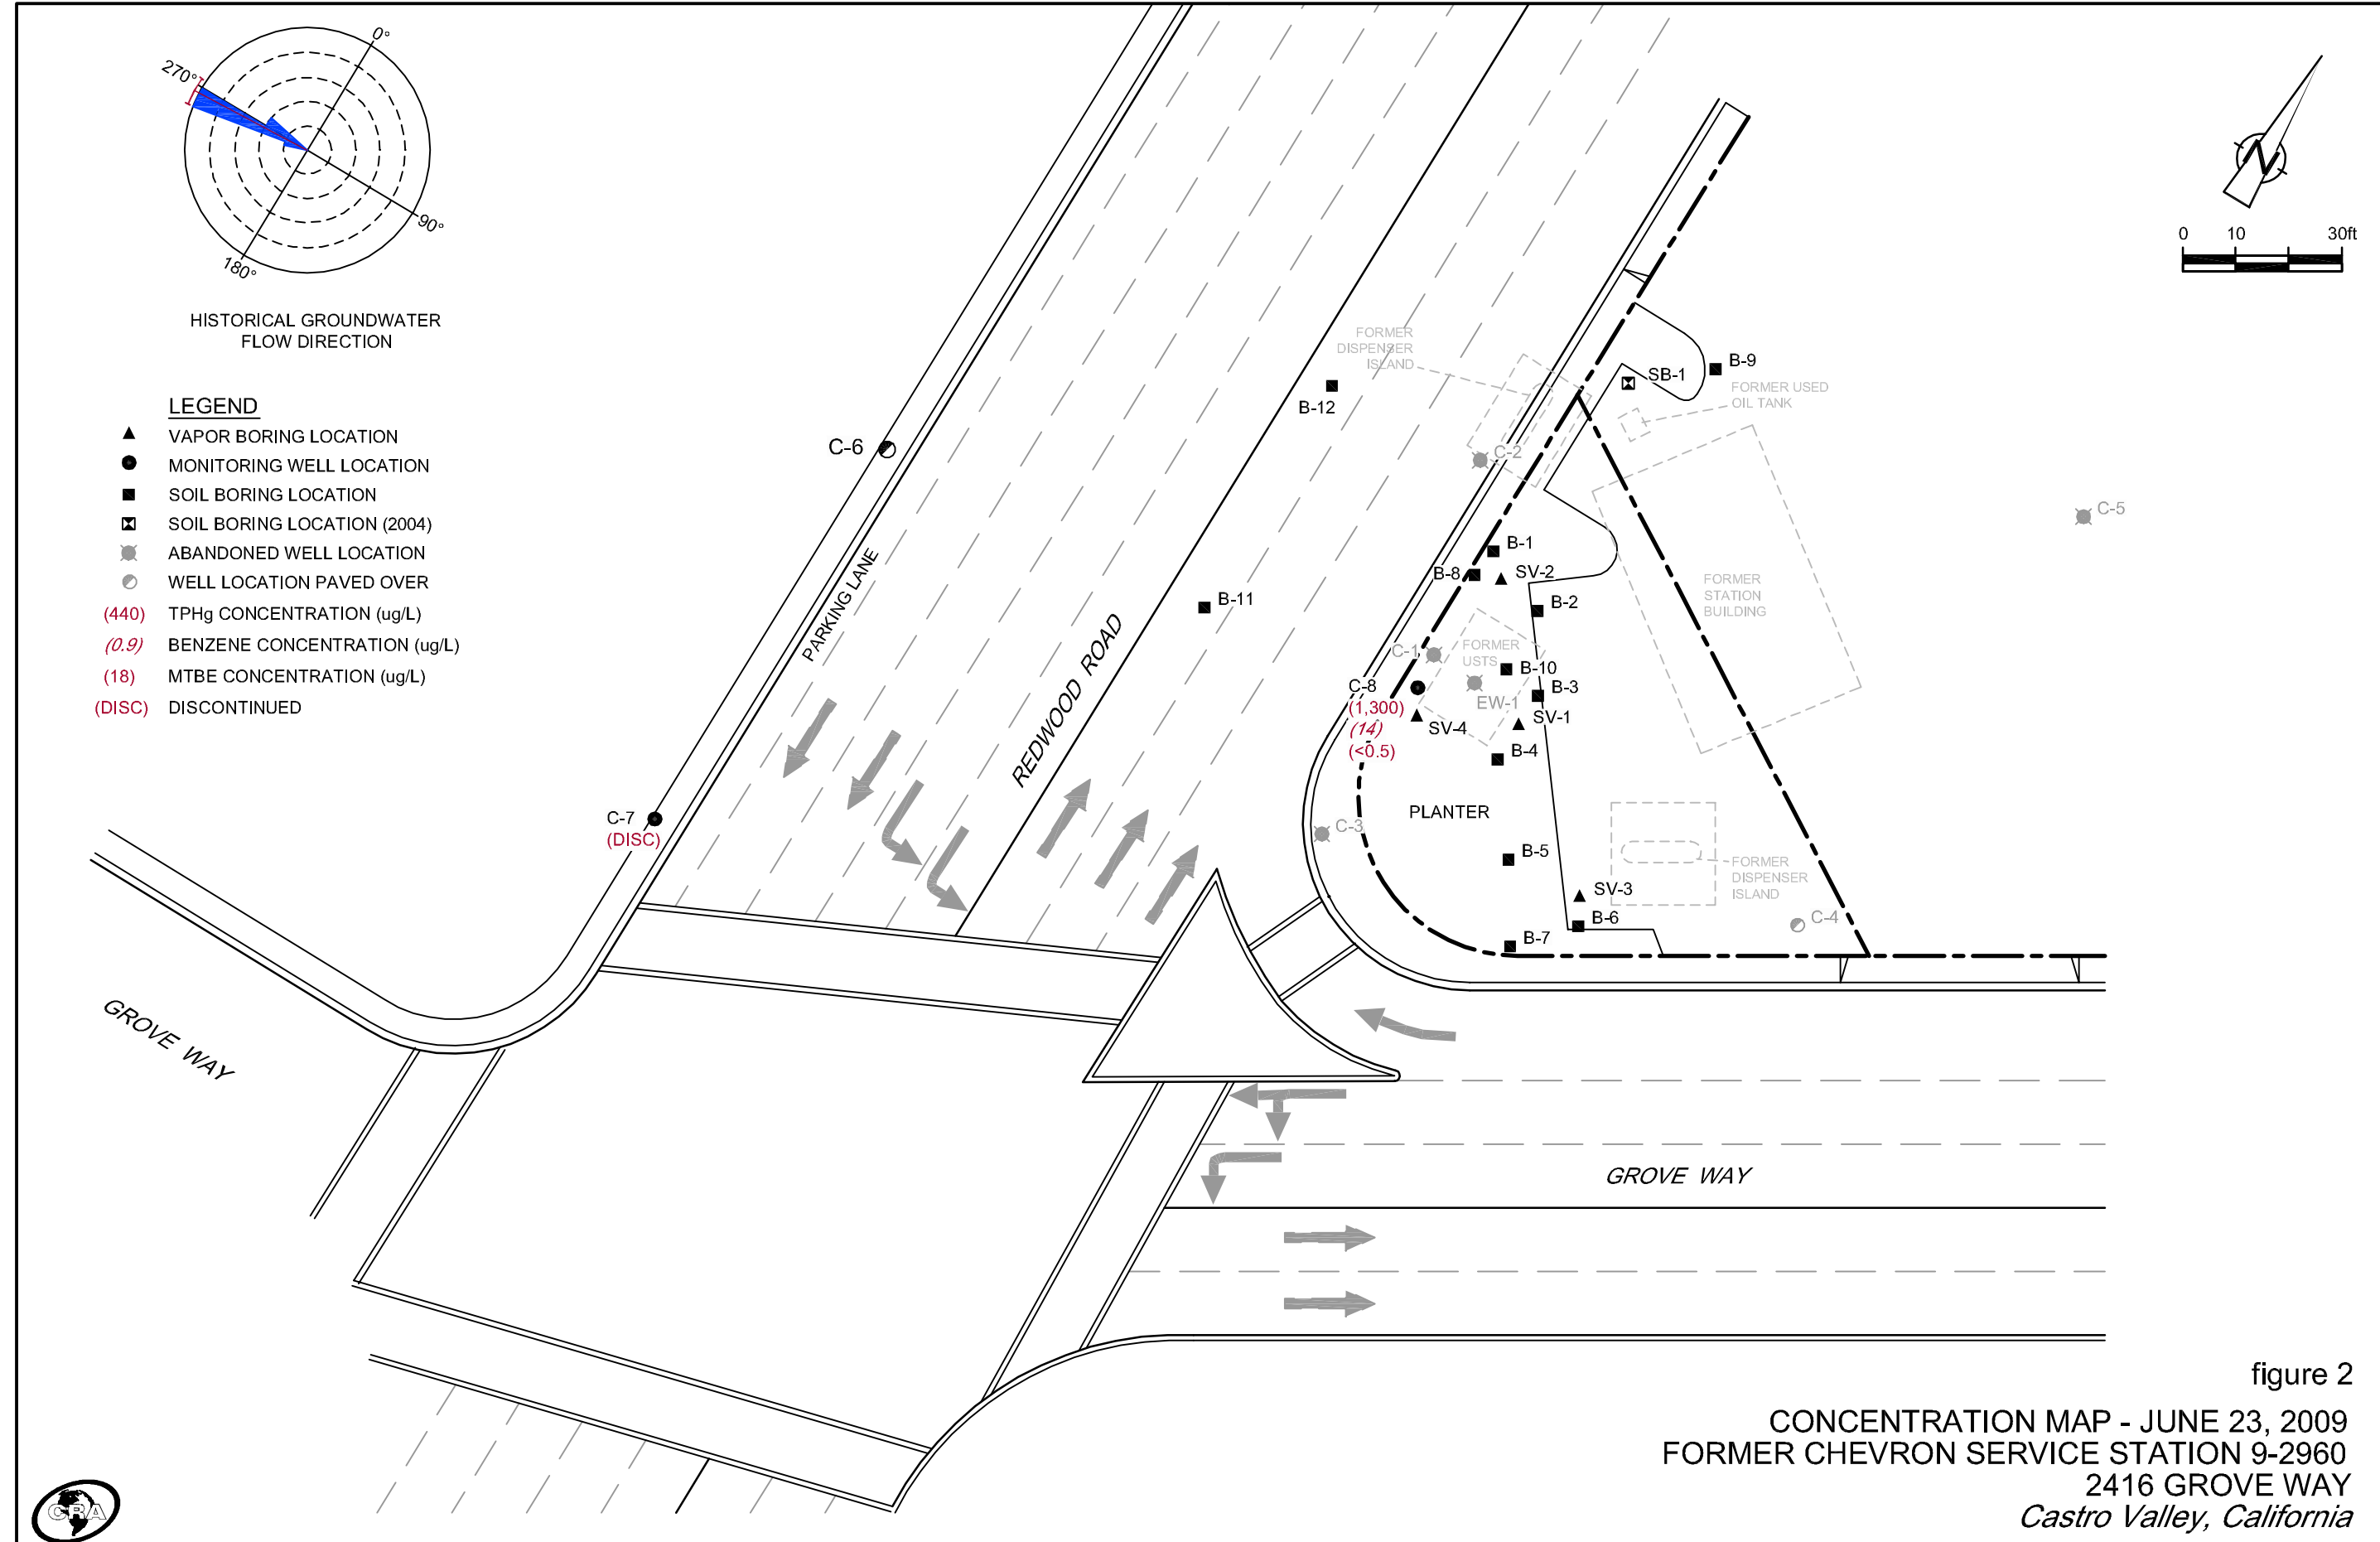 0°
270°
90°
180°
HISTORICAL GROUNDWATER
FLOW DIRECTION
LEGEND
VAPOR BORING LOCATION
MONITORING WELL LOCATION
SOIL BORING LOCATION
SOIL BORING LOCATION (2004)
ABANDONED WELL LOCATION
WELL LOCATION PAVED OVER
(440) TPHg CONCENTRATION (ug/L)
(0.9) BENZENE CONCENTRATION (ug/L)
(18) MTBE CONCENTRATION (ug/L)
(DISC) DISCONTINUED
N
0 10 30ft
FORMER
DISPENSER
ISLAND
B-12
C-6
B-9
SB-1
FORMER USED
OIL TANK
C-2
C-5
B-1
B-8
SV-2
B-2
B-11
FORMER
STATION
BUILDING
PARKING LANE
REDWOOD ROAD
C-1
FORMER
USTS
B-10
C-8
(1,300)
(14)
(<0.5)
B-3
EW-1
SV-1
SV-4
B-4
PLANTER
C-7
(DISC)
C-3
B-5
FORMER
DISPENSER
ISLAND
SV-3
B-6
C-4
B-7
GROVE WAY
GROVE WAY
figure 2
CONCENTRATION MAP - JUNE 23, 2009
FORMER CHEVRON SERVICE STATION 9-2960
2416 GROVE WAY
Castro Valley, California
CRA